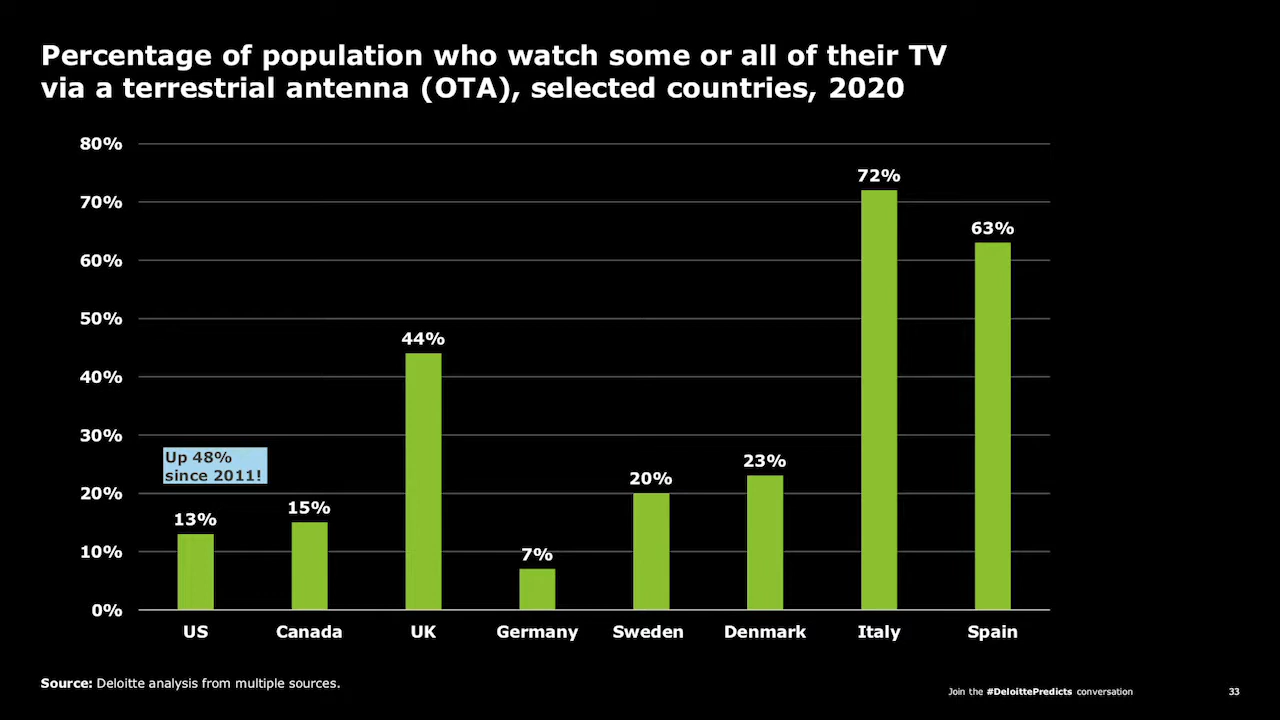 Percentage of population who watch some or all of their TV
via a terrestrial antenna (OTA), selected countries, 2020
80%
70%
60%
50%
40%
30%
20%
10%
0%
Up 48%
since 2011!
13%
15%
44%
7%
20%
23%
72%
63%
US
Canada
UK
Germany
Sweden
Denmark
Italy
Spain
Source: Deloitte analysis from multiple sources.
Join the #DeloittePredicts conversation
33